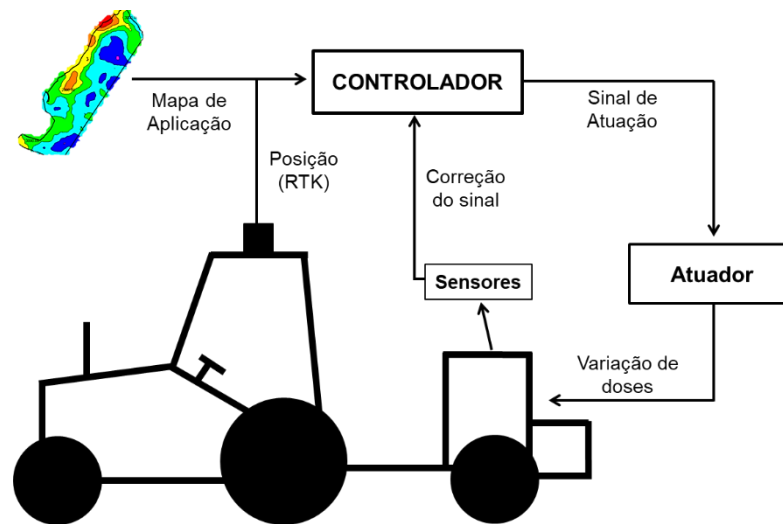 Mapa de
Aplicação
Posição
(RTK)
CONTROLADOR
Sinal de
Atuação
Correção
do sinal
Sensores
Atuador
Variação de
doses